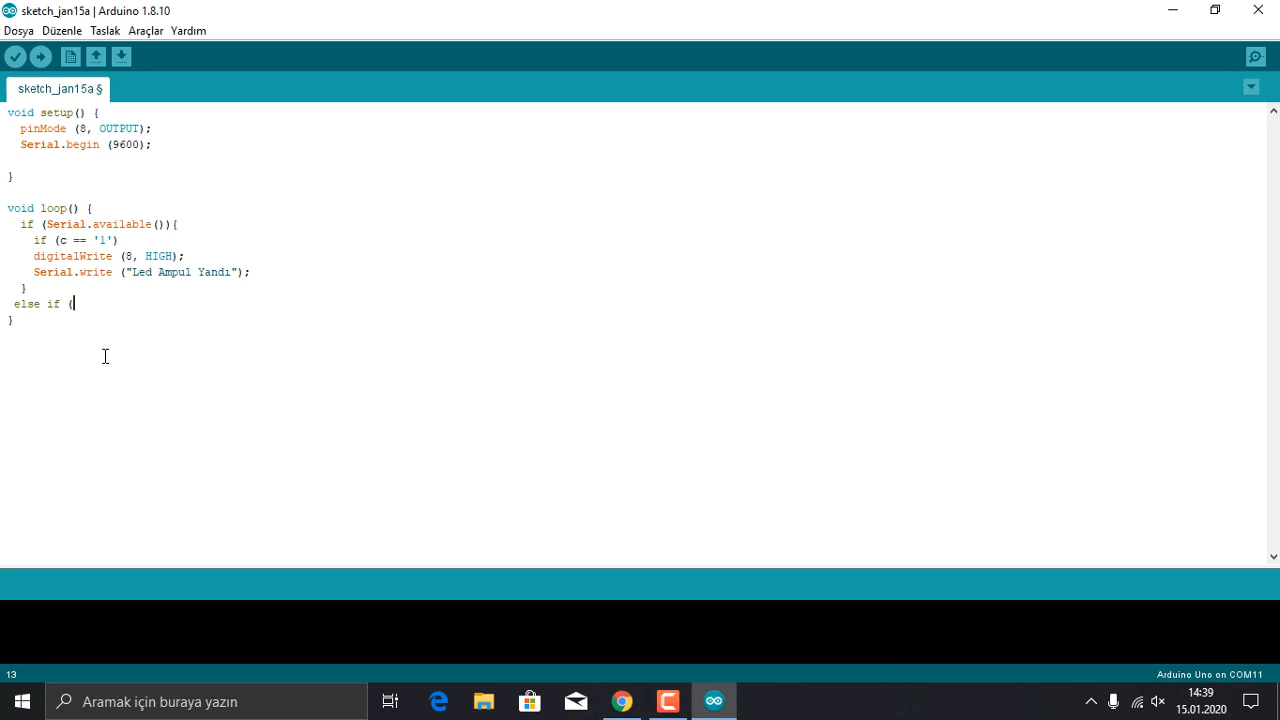 sketch_jan15a | Arduino 1.8.10
Dosya Düzenle Taslak Araçlar Yardım
sketch_jan15a §
void setup() {
pinMode (8, OUTPUT);
Serial.begin (9600);
}
void loop() {
if (Serial.available()){
if (c == '1')
digitalWrite (8, HIGH);
Serial.write ("Led Ampul Yandı");
}
else if (
}
13
Arduino Uno on COM11
Aramak için buraya yazın
14:39
15.01.2020